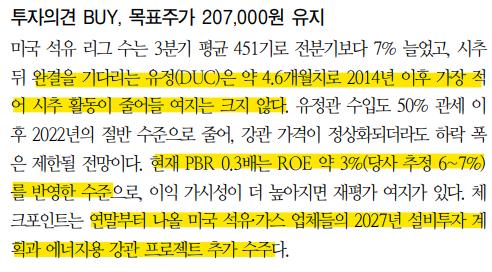 투자의견 BUY, 목표주가 207,000원 유지
미국 석유 리그 수는 3분기 평균 451기로 전분기보다 7% 늘었고, 시추
뒤 완결을 기다리는 유정(DUC)은 약 4.6개월치로 2014년 이후 가장 적
어 시추 활동이 줄어들 여지는 크지 않다. 유정관 수입도 50% 관세 이
후 2022년의 절반 수준으로 줄어, 강관 가격이 정상화되더라도 하락 폭
은 제한될 전망이다. 현재 PBR 0.3배는 ROE 약 3%(당사 추정 6~7%)
를 반영한 수준으로, 이익 가시성이 더 높아지면 재평가 여지가 있다. 체
크포인트는 연말부터 나올 미국 석유·가스 업체들의 2027년 설비투자 계
획과 에너지용 강관 프로젝트 추가 수주다.